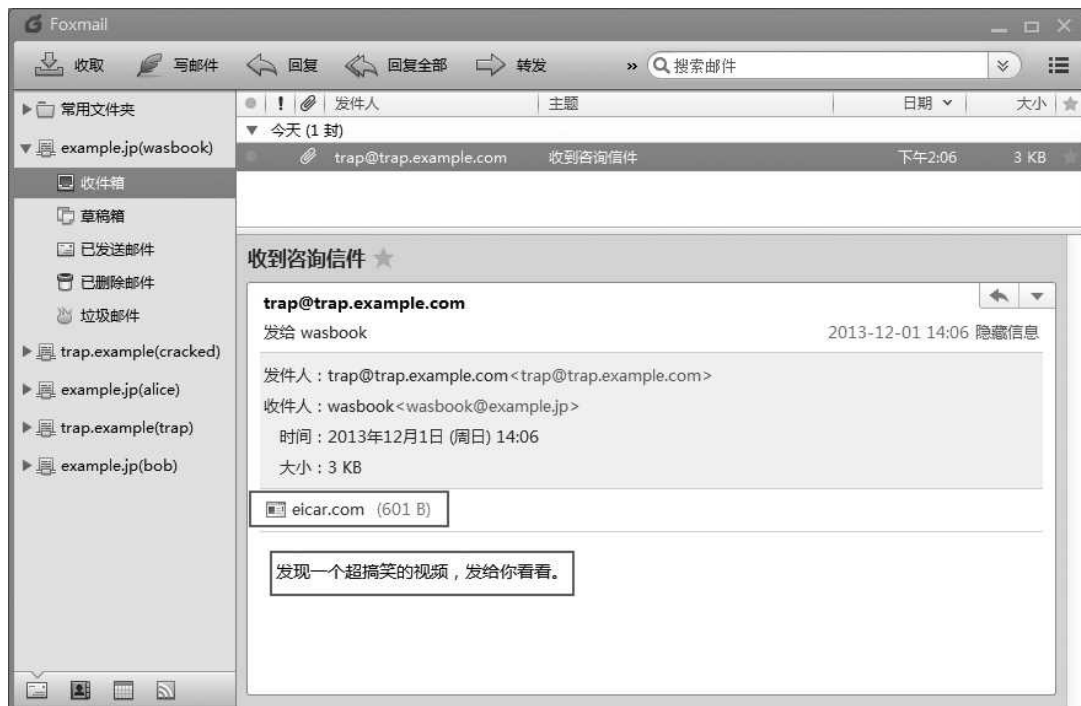 Foxmail
收取 写邮件 回复 回复全部 转发 » 搜索邮件
常用文件夹
example.jp(wasbook)
收件箱
草稿箱
已发送邮件
已删除邮件
垃圾邮件
trap.example(cracked)
example.jp(alice)
trap.example(trap)
example.jp(bob)
! 发件人 主题 日期 大小
今天 (1 封)
trap@trap.example.com 收到咨询信件 下午2:06 3 KB
收到咨询信件
trap@trap.example.com
发给 wasbook 2013-12-01 14:06 隐藏信息
发件人：trap@trap.example.com<trap@trap.example.com>
收件人：wasbook<wasbook@example.jp>
时间：2013年12月1日 (周日) 14:06
大小：3 KB
eicar.com (601 B)
发现一个超搞笑的视频，发给你看看。